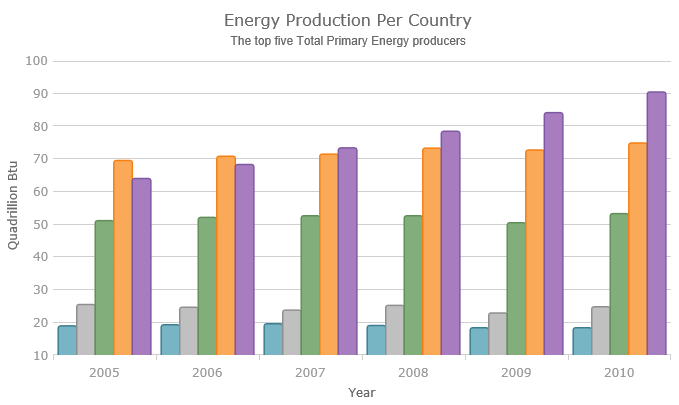 Energy Production Per Country
The top five Total Primary Energy producers
100
90
80
70
60
50
40
30
20
10
Quadrillion Btu
2005 2006 2007 2008 2009 2010
Year